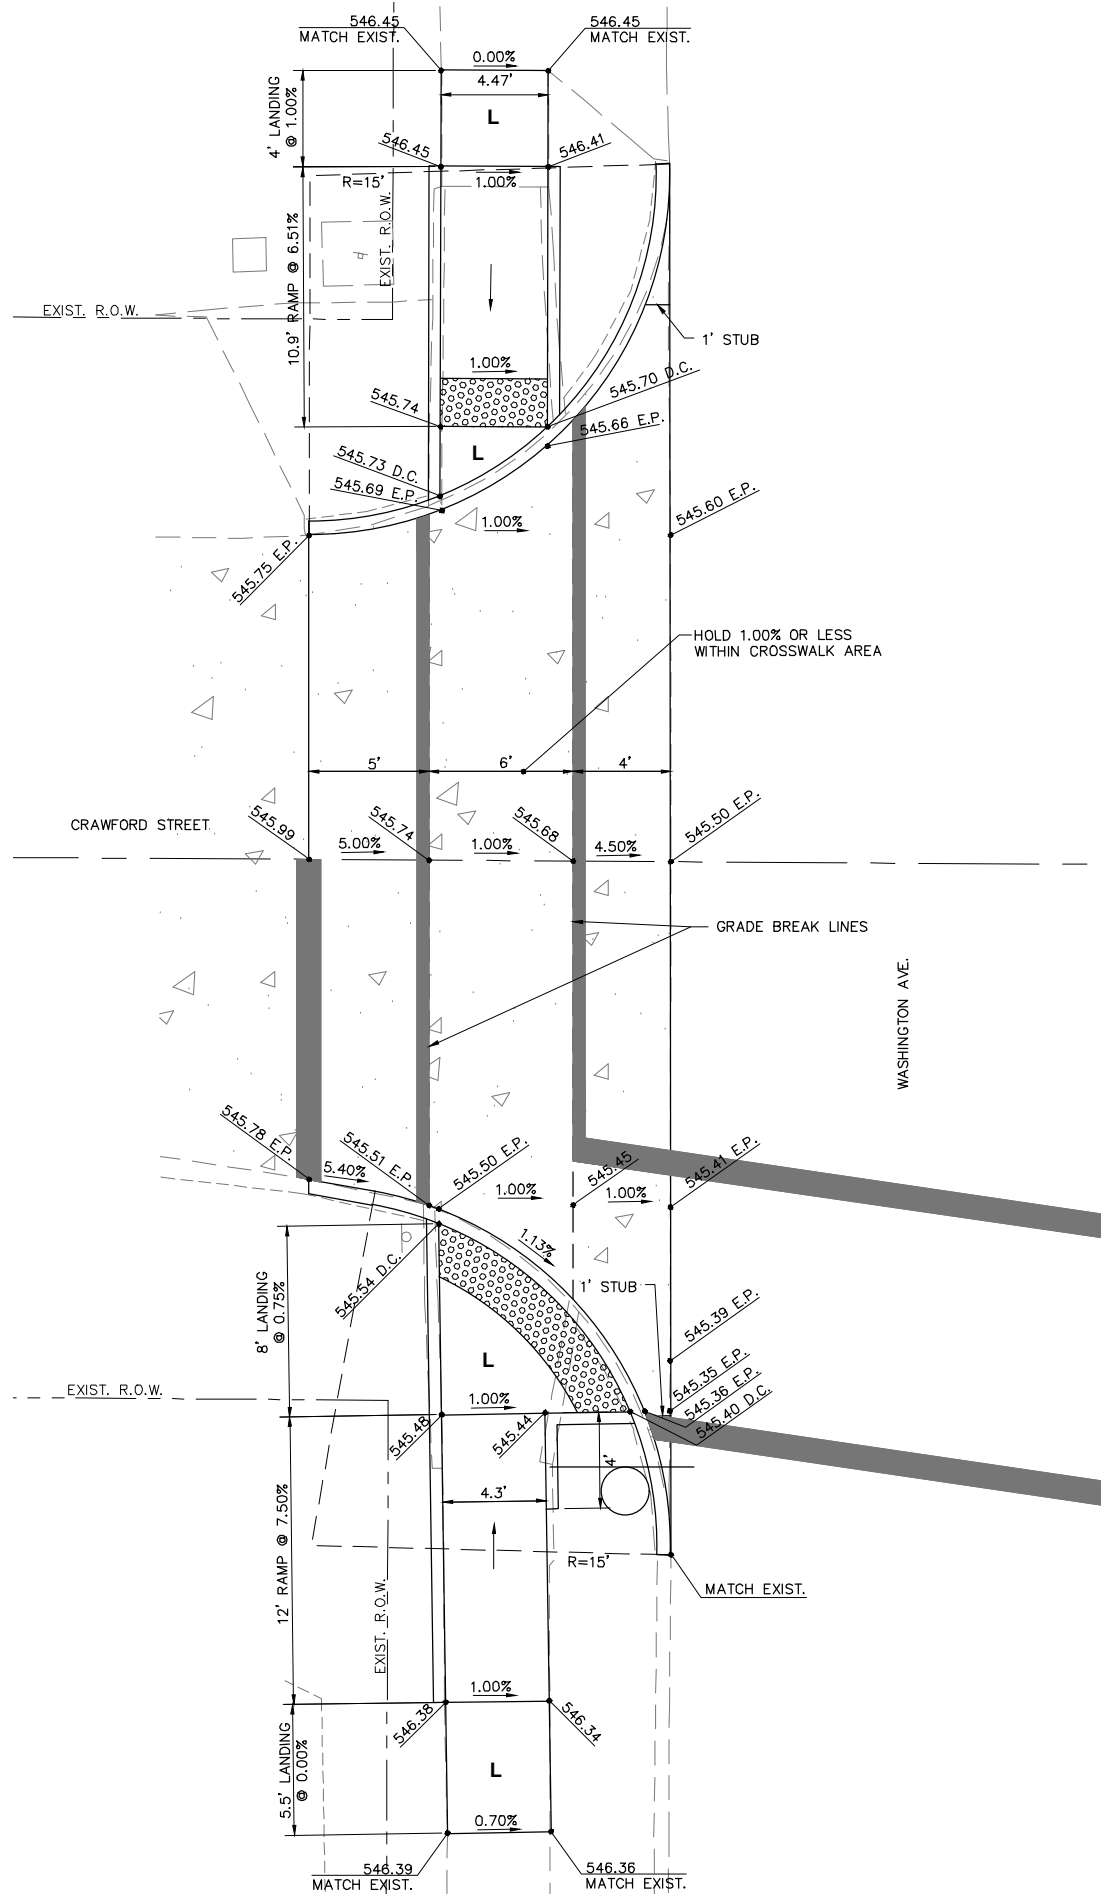 546.45
MATCH EXIST.
546.45
MATCH EXIST.
0.00%
4.47'
4' LANDING
@ 1.00%
L
546.45
546.41
R=15'
1.00%
EXIST. R.O.W.
10.9' RAMP @ 6.51%
EXIST. R.O.W.
1' STUB
1.00%
545.70 D.C.
545.74
545.66 E.P.
L
545.73 D.C.
545.69 E.P.
1.00%
545.60 E.P.
545.75 E.P.
HOLD 1.00% OR LESS
WITHIN CROSSWALK AREA
5'
6'
4'
CRAWFORD STREET
545.99
545.74
545.68
545.50 E.P.
5.00%
1.00%
4.50%
GRADE BREAK LINES
WASHINGTON AVE.
545.78 E.P.
545.51 E.P.
545.50 E.P.
545.45
545.41 E.P.
5.40%
1.00%
1.00%
1.13%
545.54 D.C.
1' STUB
8' LANDING
@ 0.75%
545.39 E.P.
L
545.35 E.P.
545.36 E.P.
545.40 D.C.
EXIST. R.O.W.
1.00%
545.48
545.44
4'
4.3'
12' RAMP @ 7.50%
R=15'
MATCH EXIST.
EXIST. R.O.W.
1.00%
546.38
546.34
5.5' LANDING
@ 0.00%
L
0.70%
546.39
MATCH EXIST.
546.36
MATCH EXIST.